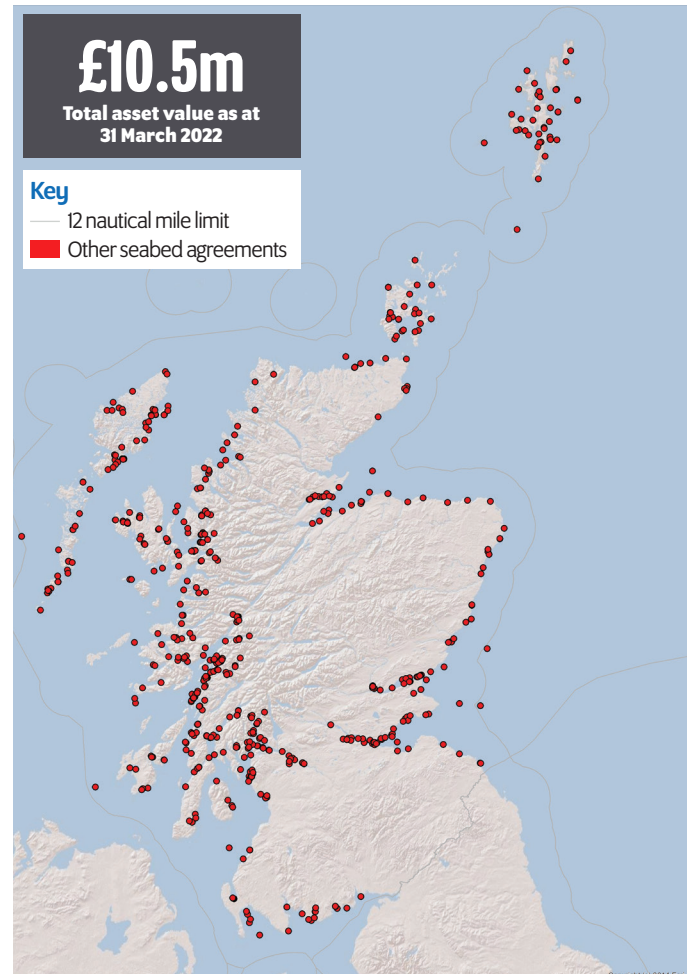 £10.5m
Total asset value as at
31 March 2022
Key
12 nautical mile limit
Other seabed agreements